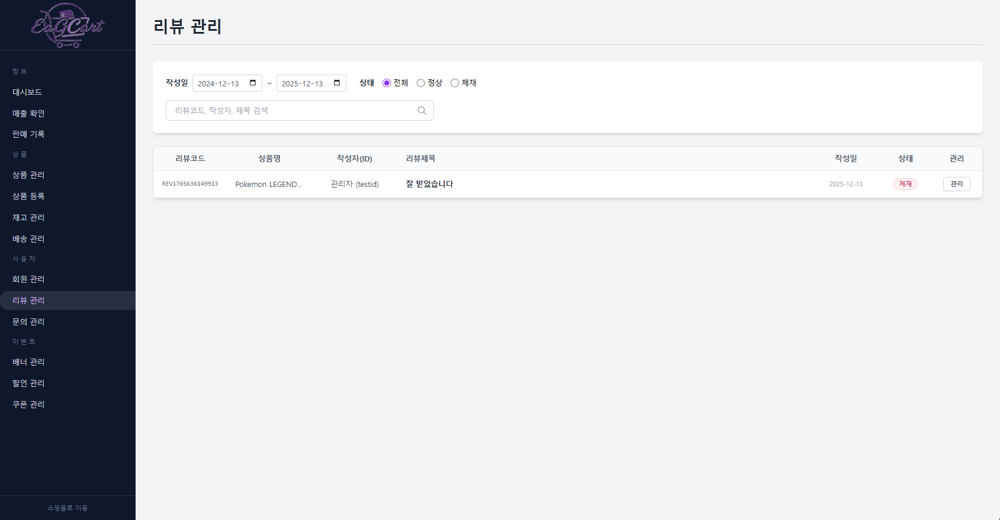 EaGCart
정보
대시보드
매출 확인
판매 기록
상품
상품 관리
상품 등록
재고 관리
배송 관리
사용자
회원 관리
리뷰 관리
문의 관리
이벤트
배너 관리
할인 관리
쿠폰 관리
쇼핑몰로 이동
리뷰 관리
작성일 2024-12-13 ~ 2025-12-13 상태 전체 정상 제재
리뷰코드, 작성자, 제목 검색
리뷰코드 상품명 작성자(ID) 리뷰제목 작성일 상태 관리
REV1765636149913 Pokemon LEGEND... 관리자 (testid) 잘 받았습니다 2025-12-13 제재 관리